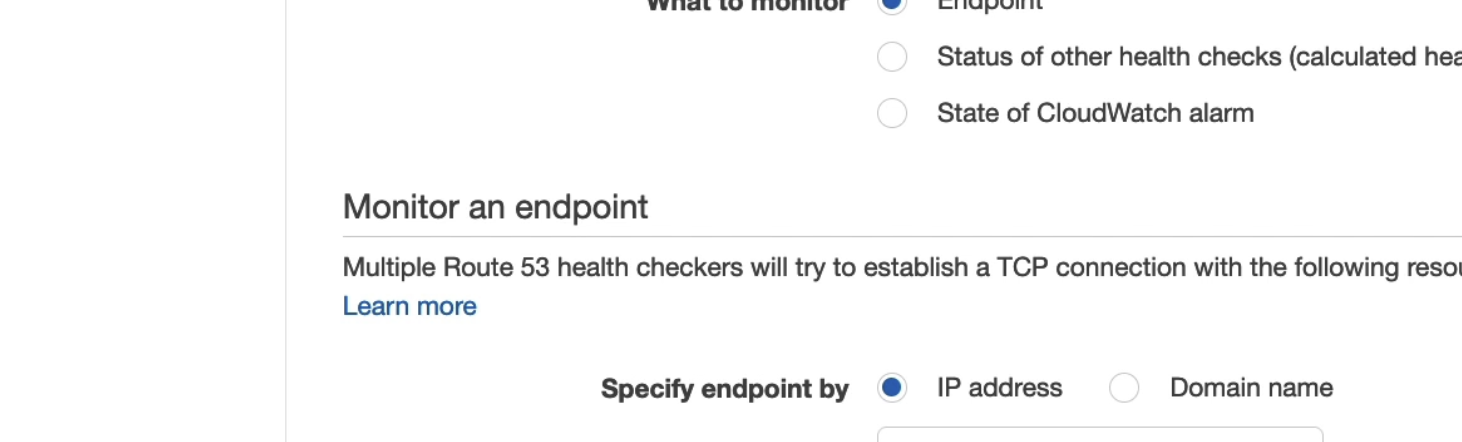 What to monitor Endpoint
Status of other health checks (calculated hea
State of CloudWatch alarm
Monitor an endpoint
Multiple Route 53 health checkers will try to establish a TCP connection with the following resou
Learn more
Specify endpoint by IP address Domain name